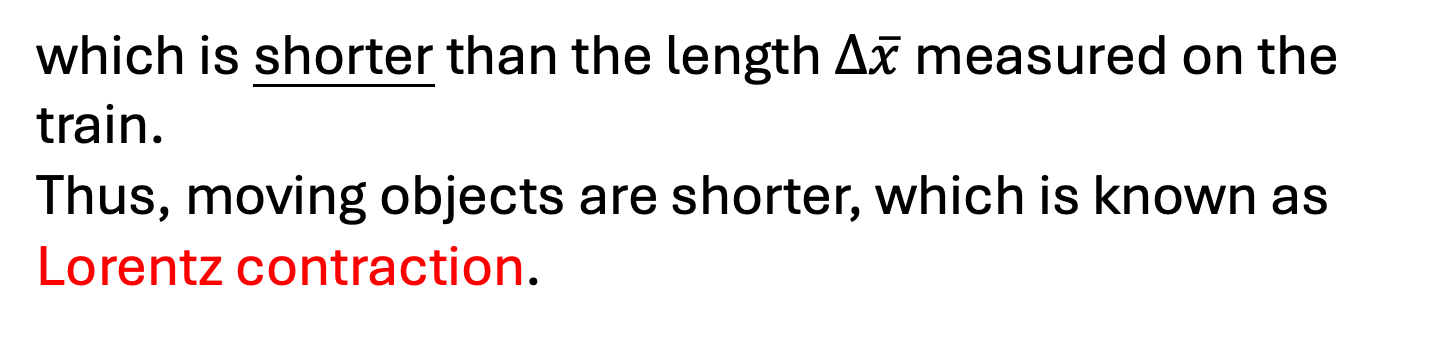 which is shorter than the length Δx̄ measured on the
train.
Thus, moving objects are shorter, which is known as
Lorentz contraction.